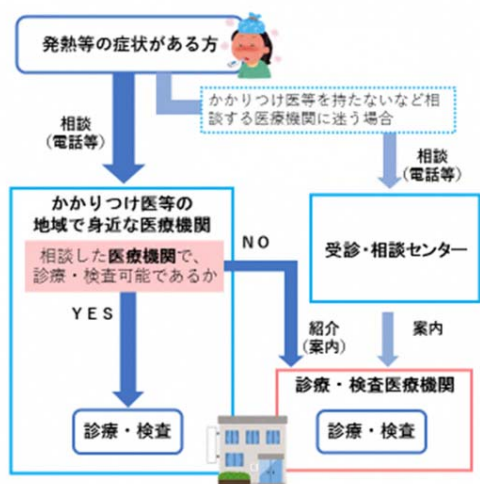 発熱等の症状がある方
かかりつけ医等を持たないなど相
談する医療機関に迷う場合
相談
(電話等)
相談
(電話等)
かかりつけ医等の
地域で身近な医療機関
相談した医療機関で、
診療・検査可能であるか
NO
YES
受診・相談センター
紹介
(案内)
案内
診療・検査医療機関
診療・検査
診療・検査